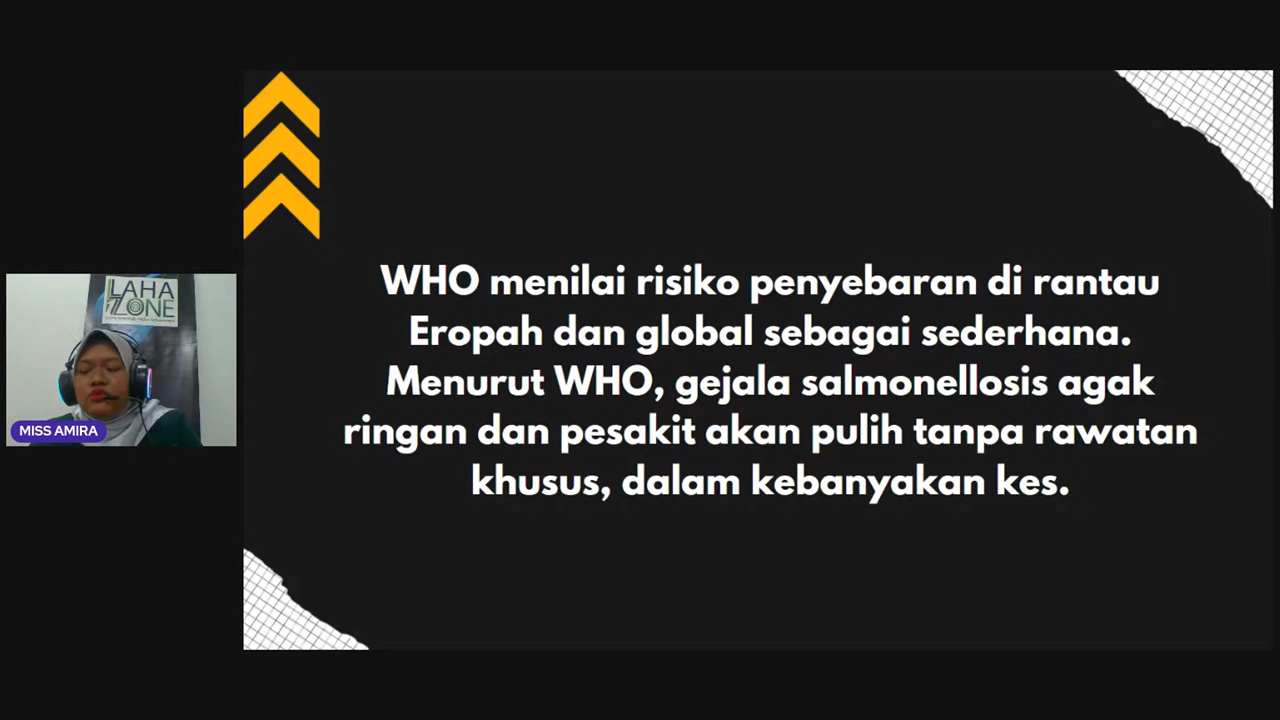 LAHA
ZONE
MISS AMIRA
WHO menilai risiko penyebaran di rantau
Eropah dan global sebagai sederhana.
Menurut WHO, gejala salmonellosis agak
ringan dan pesakit akan pulih tanpa rawatan
khusus, dalam kebanyakan kes.